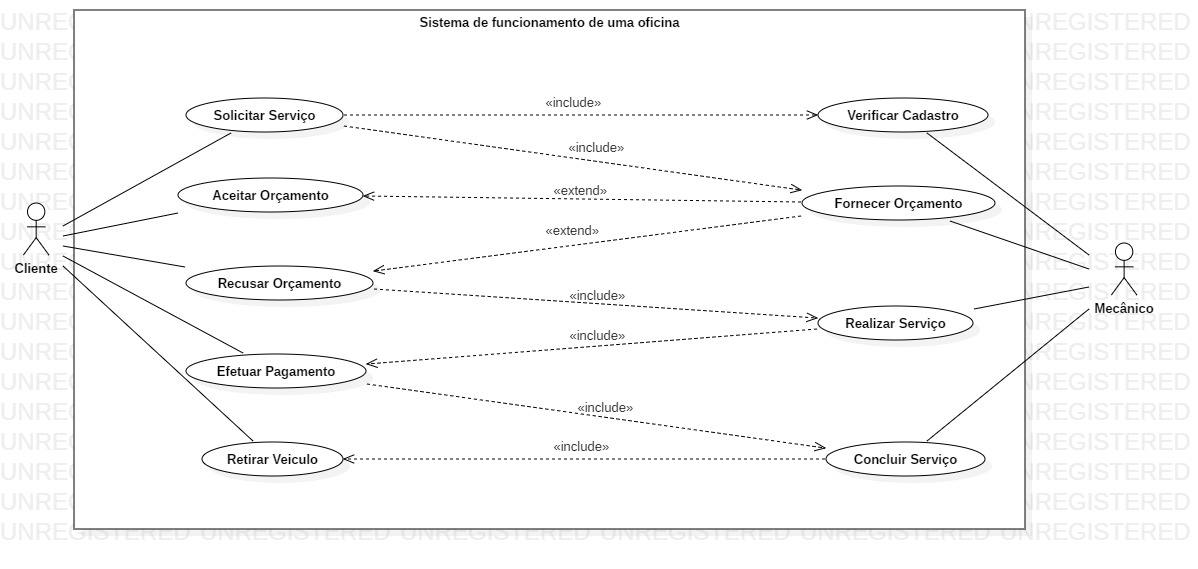 Sistema de funcionamento de uma oficina
«include»
Solicitar Serviço
Verificar Cadastro
«include»
«extend»
Aceitar Orçamento
Fornecer Orçamento
«extend»
Cliente
Recusar Orçamento
«include»
Mecânico
Realizar Serviço
«include»
Efetuar Pagamento
«include»
«include»
Retirar Veiculo
Concluir Serviço
UNREGISTERED UNREGISTERED UNREGISTERED UNREGISTERED UNREGISTERED UNREGISTERED